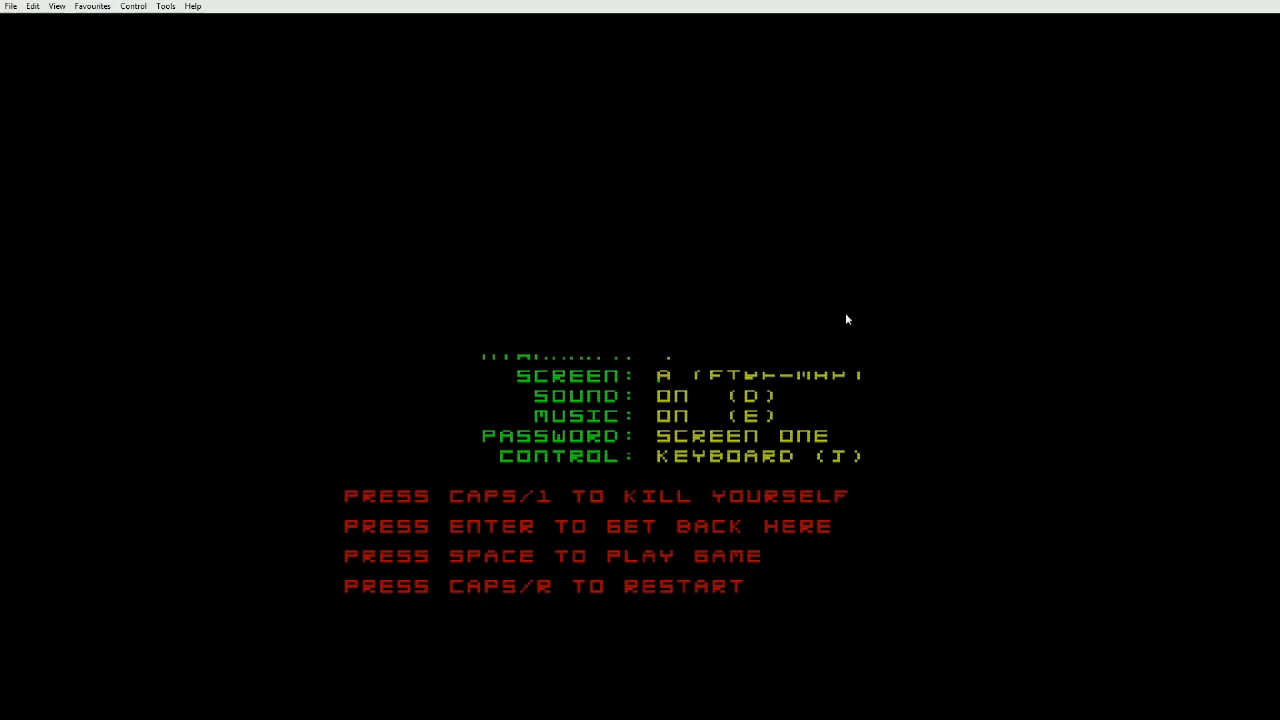 File Edit View Favourites Control Tools Help
SCREEN: A
SOUND: ON (D)
MUSIC: ON (E)
PASSWORD: SCREEN ONE
CONTROL: KEYBOARD (J)
PRESS CAPS/1 TO KILL YOURSELF
PRESS ENTER TO GET BACK HERE
PRESS SPACE TO PLAY GAME
PRESS CAPS/R TO RESTART